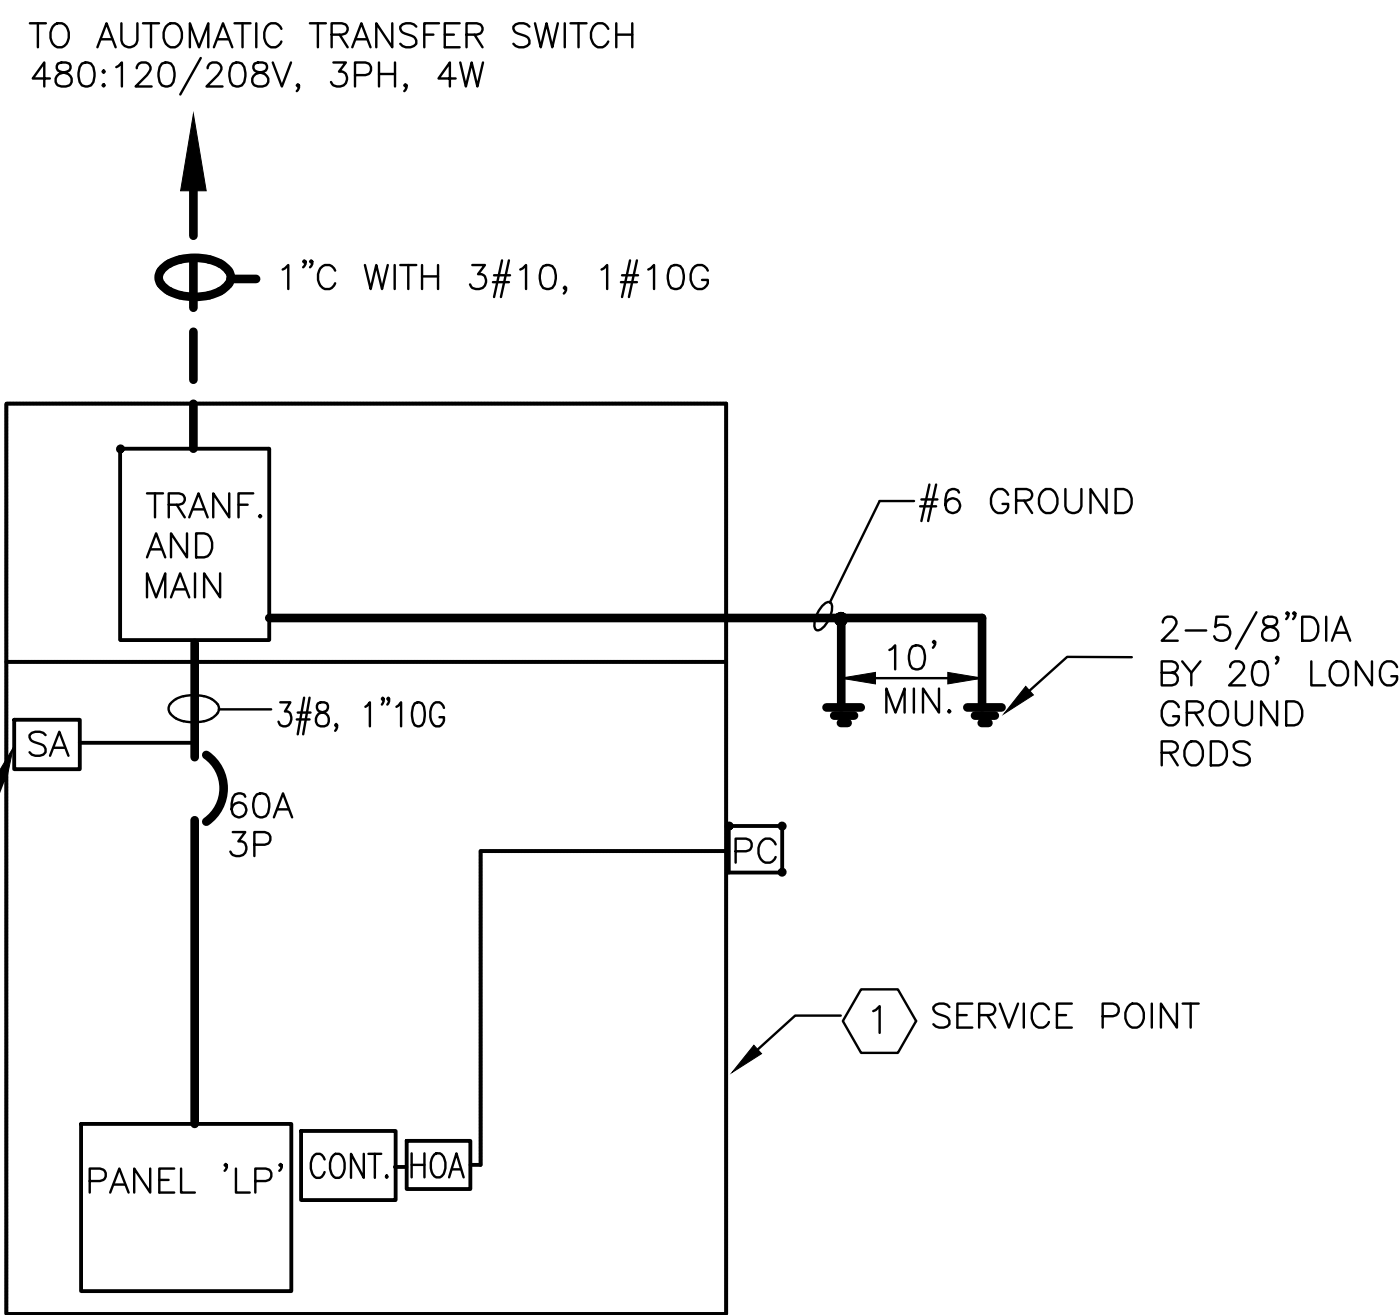 TO AUTOMATIC TRANSFER SWITCH
480:120/208V, 3PH, 4W
1”C WITH 3#10, 1#10G
TRANF.
AND
MAIN
#6 GROUND
2-5/8”DIA
BY 20’ LONG
GROUND
RODS
10’
MIN.
3#8, 1”10G
SA
60A
3P
PC
1 SERVICE POINT
PANEL ’LP’
CONT.
HOA